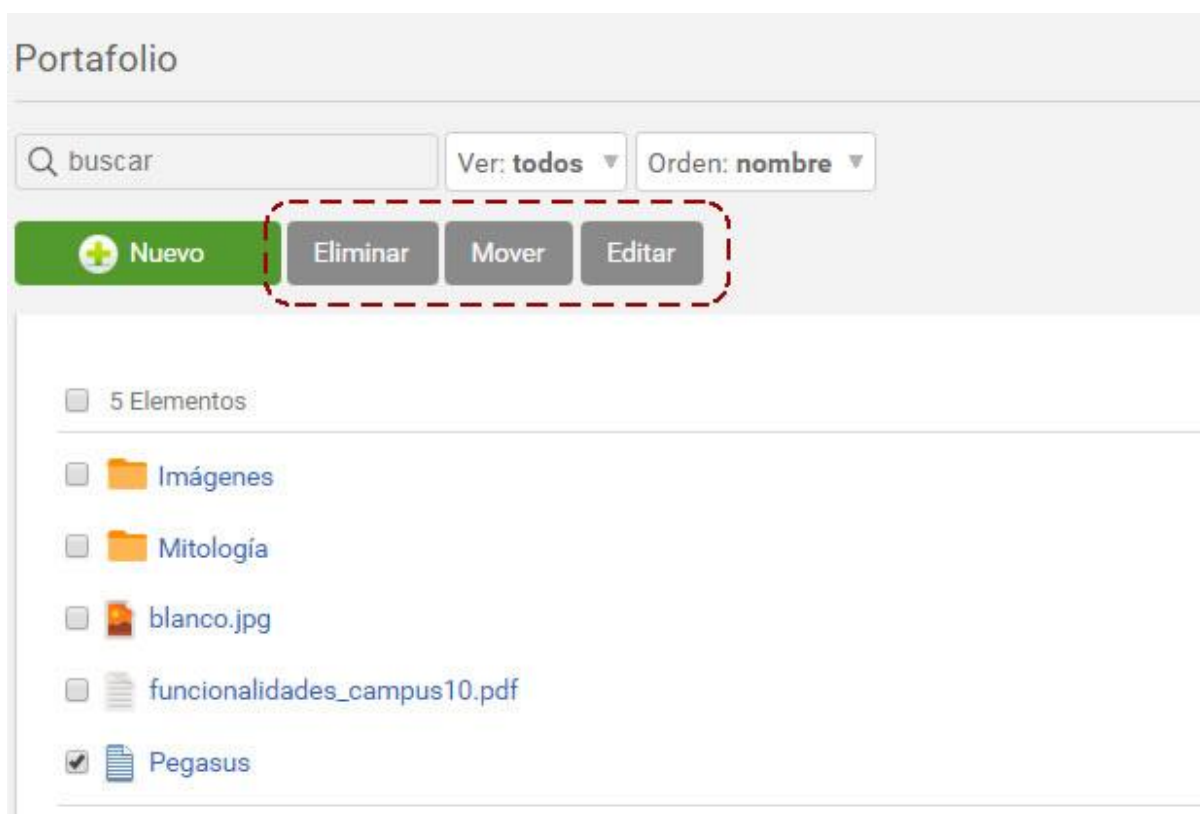 Portafolio
buscar Ver: todos Orden: nombre
Nuevo Eliminar Mover Editar
5 Elementos
Imágenes
Mitología
blanco.jpg
funcionalidades_campus10.pdf
Pegasus